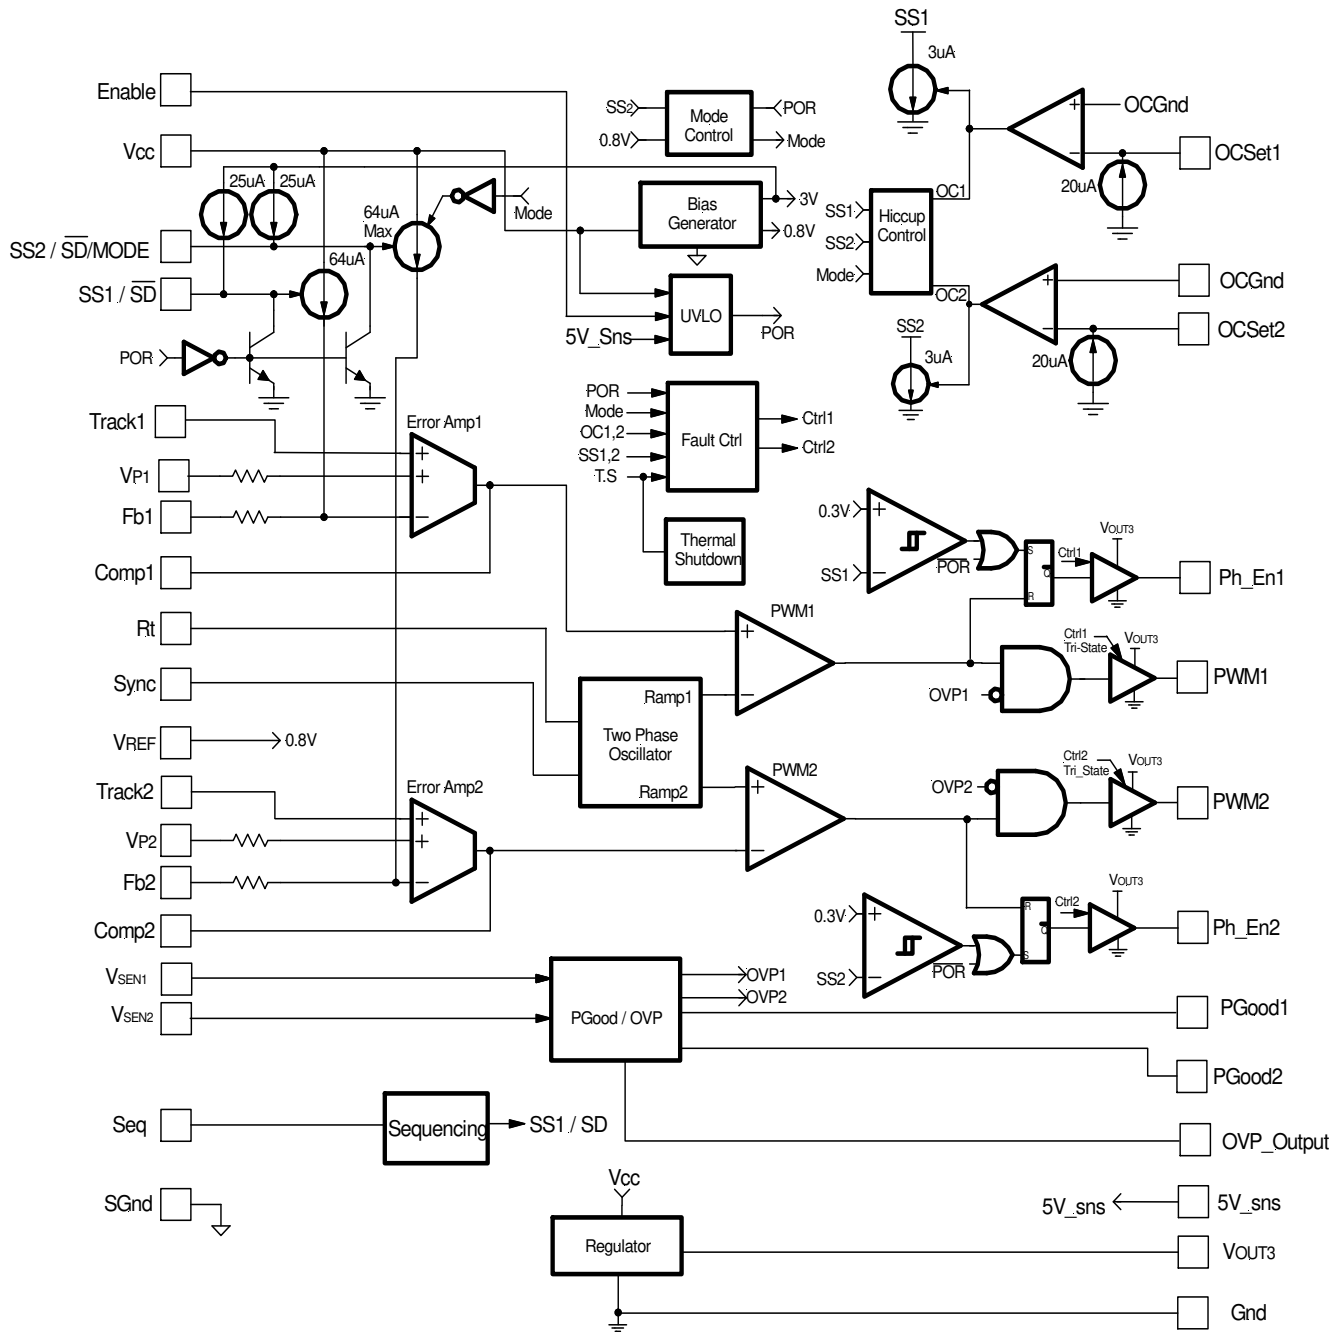 SS1
3uA
Enable
SS2
0.8V
Mode
Control
POR
Mode
OCGnd
OCSet1
20uA
Vcc
25uA
25uA
64uA
Max
Mode
Bias
Generator
3V
0.8V
SS1
SS2
Mode
Hiccup
Control
OC1
OC2
SS2 / SD/MODE
64uA
SS1 / SD
OCGnd
OCSet2
20uA
SS2
3uA
POR
5V_Sns
UVLO
POR
POR
Mode
OC1,2
SS1,2
T.S
Fault Ctrl
Ctrl1
Ctrl2
Track1
Error Amp1
+
+
−
VP1
Fb1
Comp1
Thermal
Shutdown
0.3V
SS1
+
−
POR
S
R
Q
Ctrl1
VOUT3
Ph_En1
Rt
PWM1
+
−
Ctrl1
Tri-State
VOUT3
PWM1
OVP1
Sync
Ramp1
Two Phase
Oscillator
Ramp2
VREF
0.8V
PWM2
+
−
OVP2
Ctrl2
Tri_State
VOUT3
PWM2
Track2
Error Amp2
+
+
−
VP2
Fb2
Comp2
0.3V
SS2
+
−
POR
R
S
Q
Ctrl2
VOUT3
Ph_En2
VSEN1
VSEN2
PGood / OVP
OVP1
OVP2
PGood1
PGood2
Seq
Sequencing
SS1 / SD
OVP_Output
SGnd
Vcc
Regulator
5V_sns
5V_sns
VOUT3
Gnd